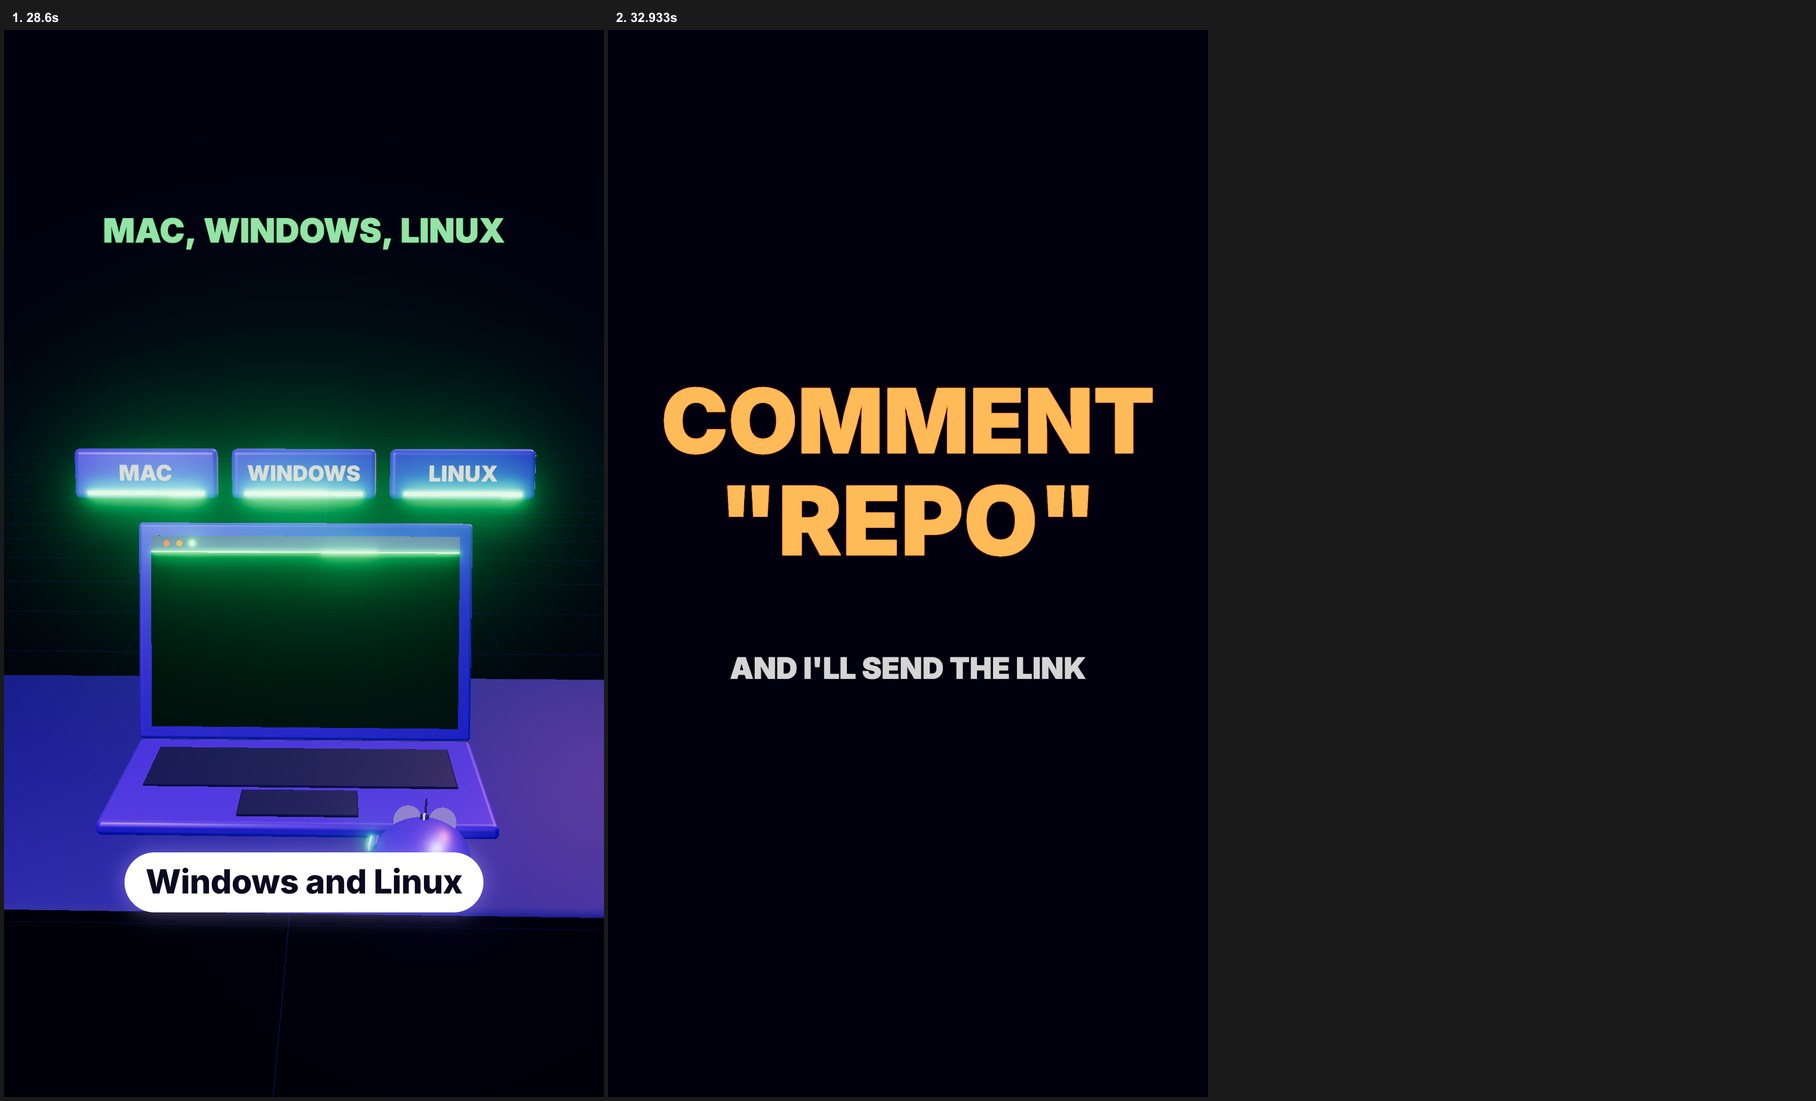 1. 28.6s
MAC, WINDOWS, LINUX
MAC
WINDOWS
LINUX
Windows and Linux
2. 32.933s
COMMENT
"REPO"
AND I'LL SEND THE LINK